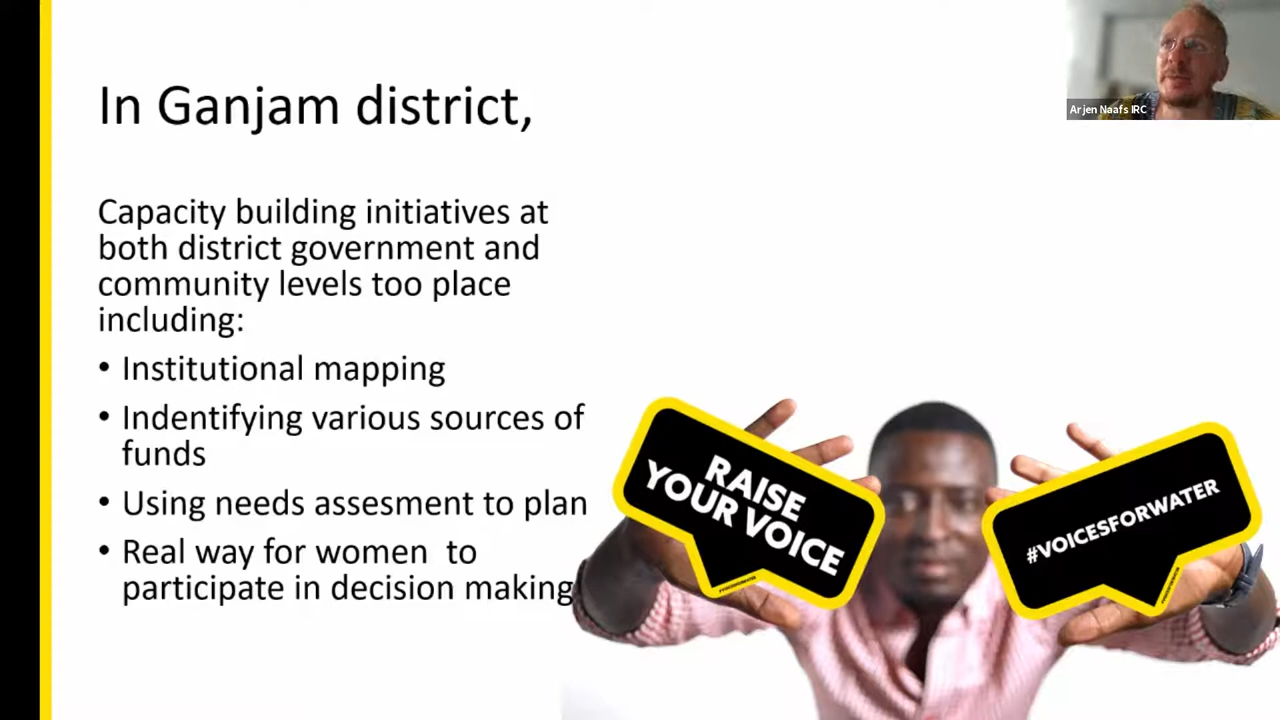 In Ganjam district,
Arjen Naafs IRC
Capacity building initiatives at
both district government and
community levels too place
including:
• Institutional mapping
• Indentifying various sources of
funds
• Using needs assesment to plan
• Real way for women  to
participate in decision making
RAISE
YOUR VOICE
#VOICESFORWATER